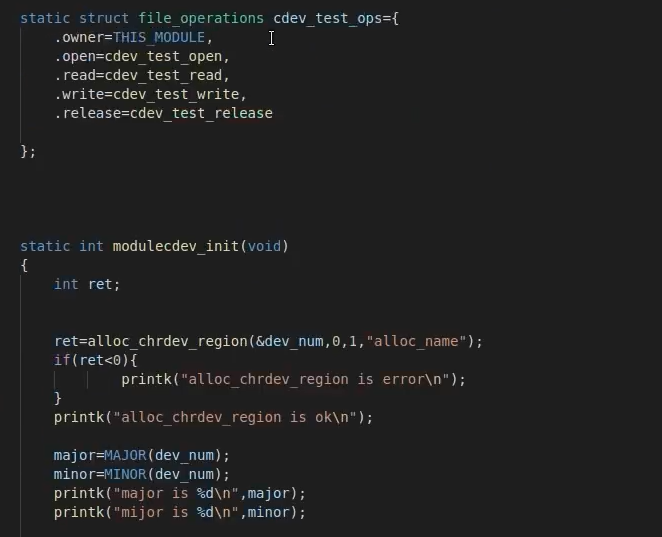 static struct file_operations cdev_test_ops={
    .owner=THIS_MODULE,
    .open=cdev_test_open,
    .read=cdev_test_read,
    .write=cdev_test_write,
    .release=cdev_test_release
};
static int modulecdev_init(void)
{
    int ret;
    ret=alloc_chrdev_region(&dev_num,0,1,"alloc_name");
    if(ret<0){
            printk("alloc_chrdev_region is error\n");
    }
    printk("alloc_chrdev_region is ok\n");
    major=MAJOR(dev_num);
    minor=MINOR(dev_num);
    printk("major is %d\n",major);
    printk("mijor is %d\n",minor);